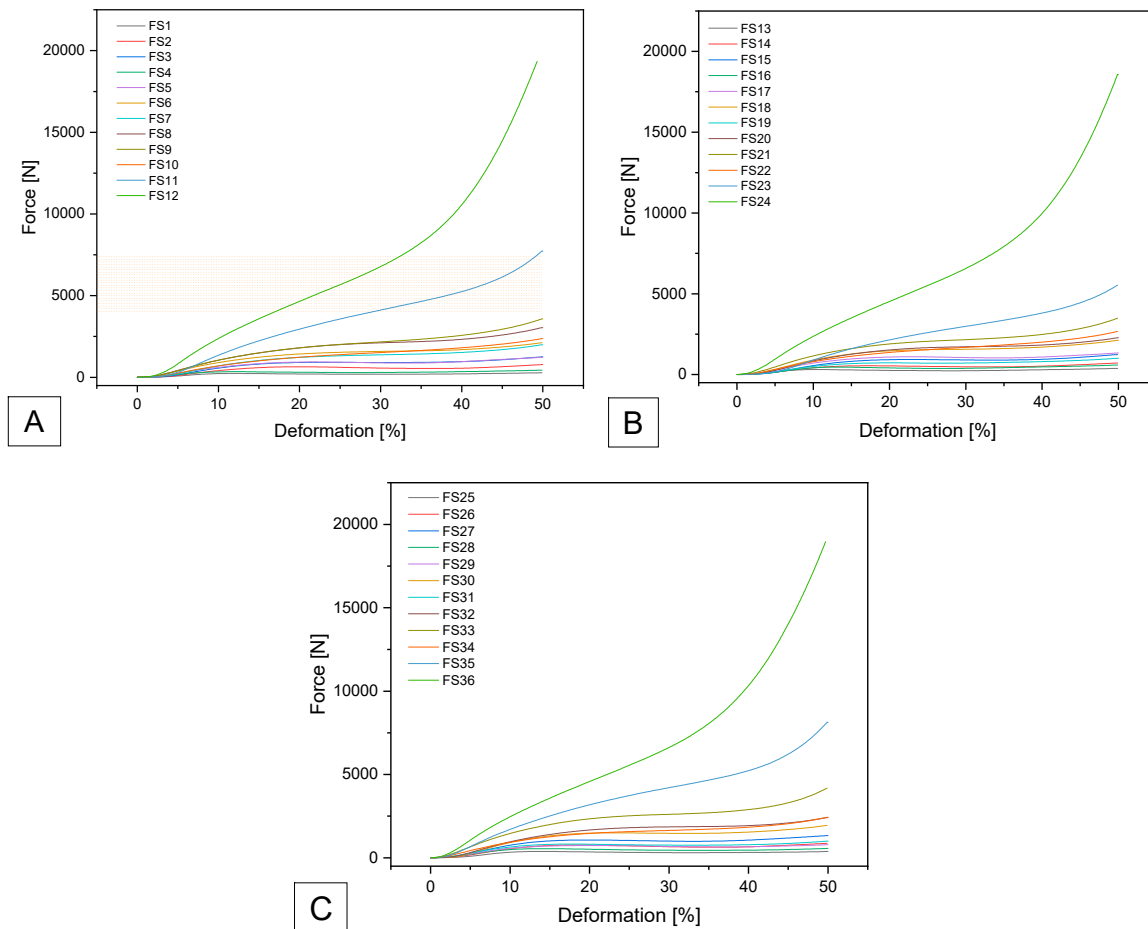 FS1
FS2
FS3
FS4
FS5
FS6
FS7
FS8
FS9
FS10
FS11
FS12
20000
15000
10000
5000
0
Force [N]
0 10 20 30 40 50
Deformation [%]
A
FS13
FS14
FS15
FS16
FS17
FS18
FS19
FS20
FS21
FS22
FS23
FS24
20000
15000
10000
5000
0
Force [N]
0 10 20 30 40 50
Deformation [%]
B
FS25
FS26
FS27
FS28
FS29
FS30
FS31
FS32
FS33
FS34
FS35
FS36
20000
15000
10000
5000
0
Force [N]
0 10 20 30 40 50
Deformation [%]
C